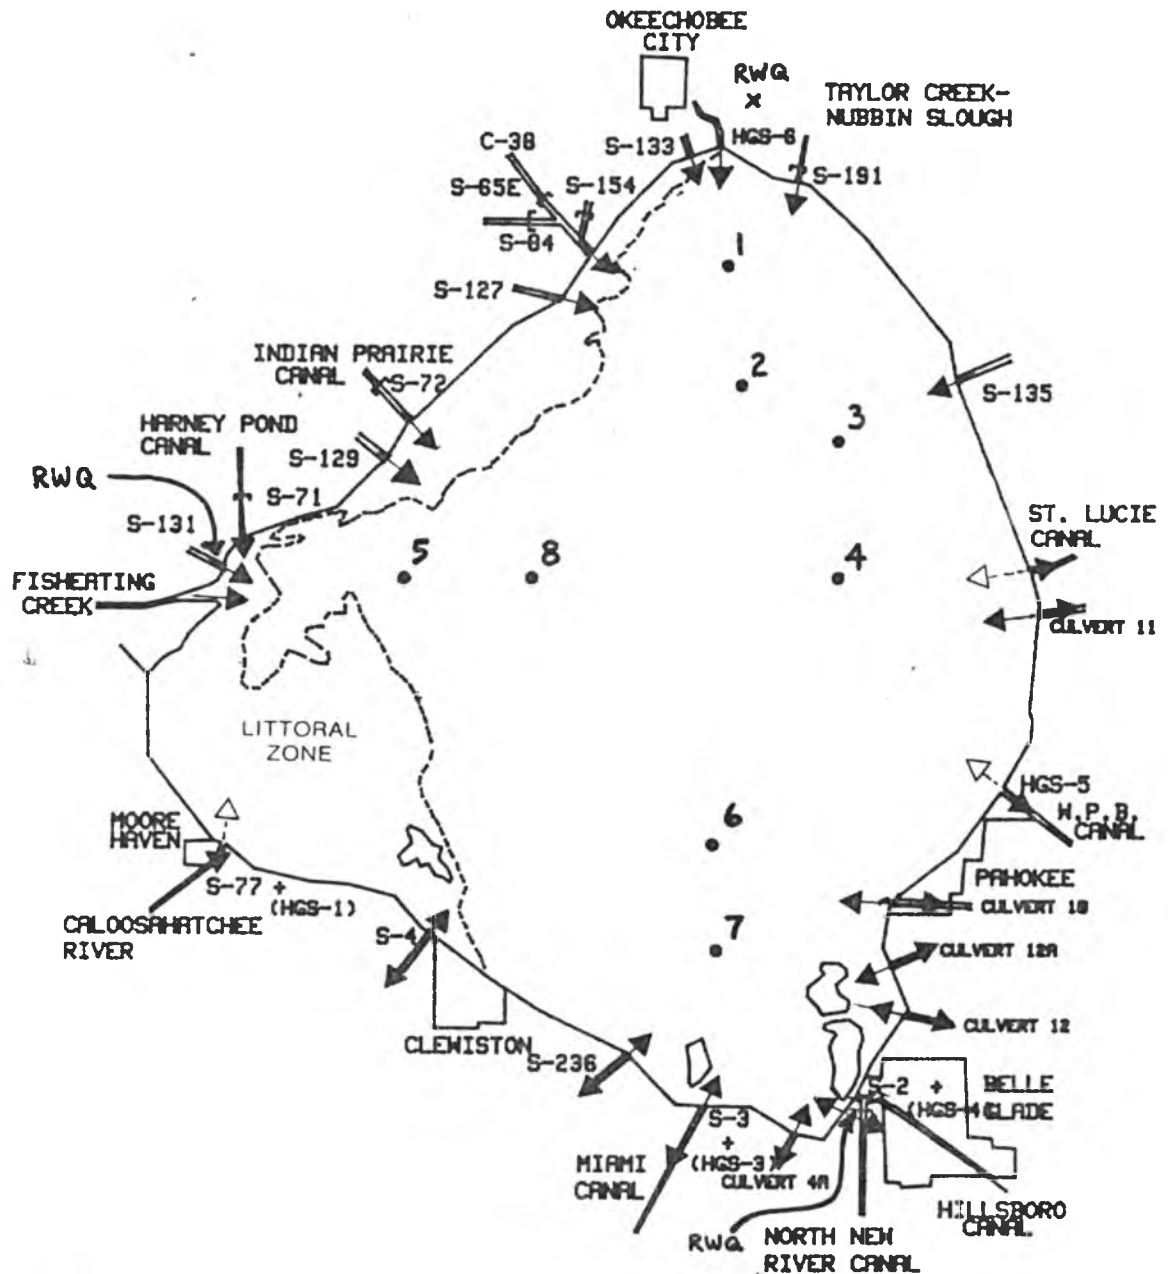 OKEECHOBEE
CITY
RWQ
x
TAYLOR CREEK-
NUBBIN SLOUGH
S-133
HGS-6
S-191
C-38
S-65E
S-154
S-84
1
S-127
2
INDIAN PRAIRIE
CANAL
S-72
S-135
3
HARNEY POND
CANAL
S-129
RWQ
S-71
S-131
ST. LUCIE
CANAL
5
8
4
FISHEATING
CREEK
CULVERT 11
LITTORAL
ZONE
HGS-5
W.P.B.
CANAL
MOORE
HAVEN
6
S-77 +
(HGS-1)
PAHOKEE
CULVERT 10
CALOOSAHATCHEE
RIVER
S-4
7
CULVERT 12A
CULVERT 12
CLEWISTON
S-236
S-2 +
(HGS-4)
BELLE
GLADE
S-3
+
(HGS-3)
MIAMI
CANAL
CULVERT 4A
HILLSBORO
CANAL
RWQ
NORTH NEW
RIVER CANAL